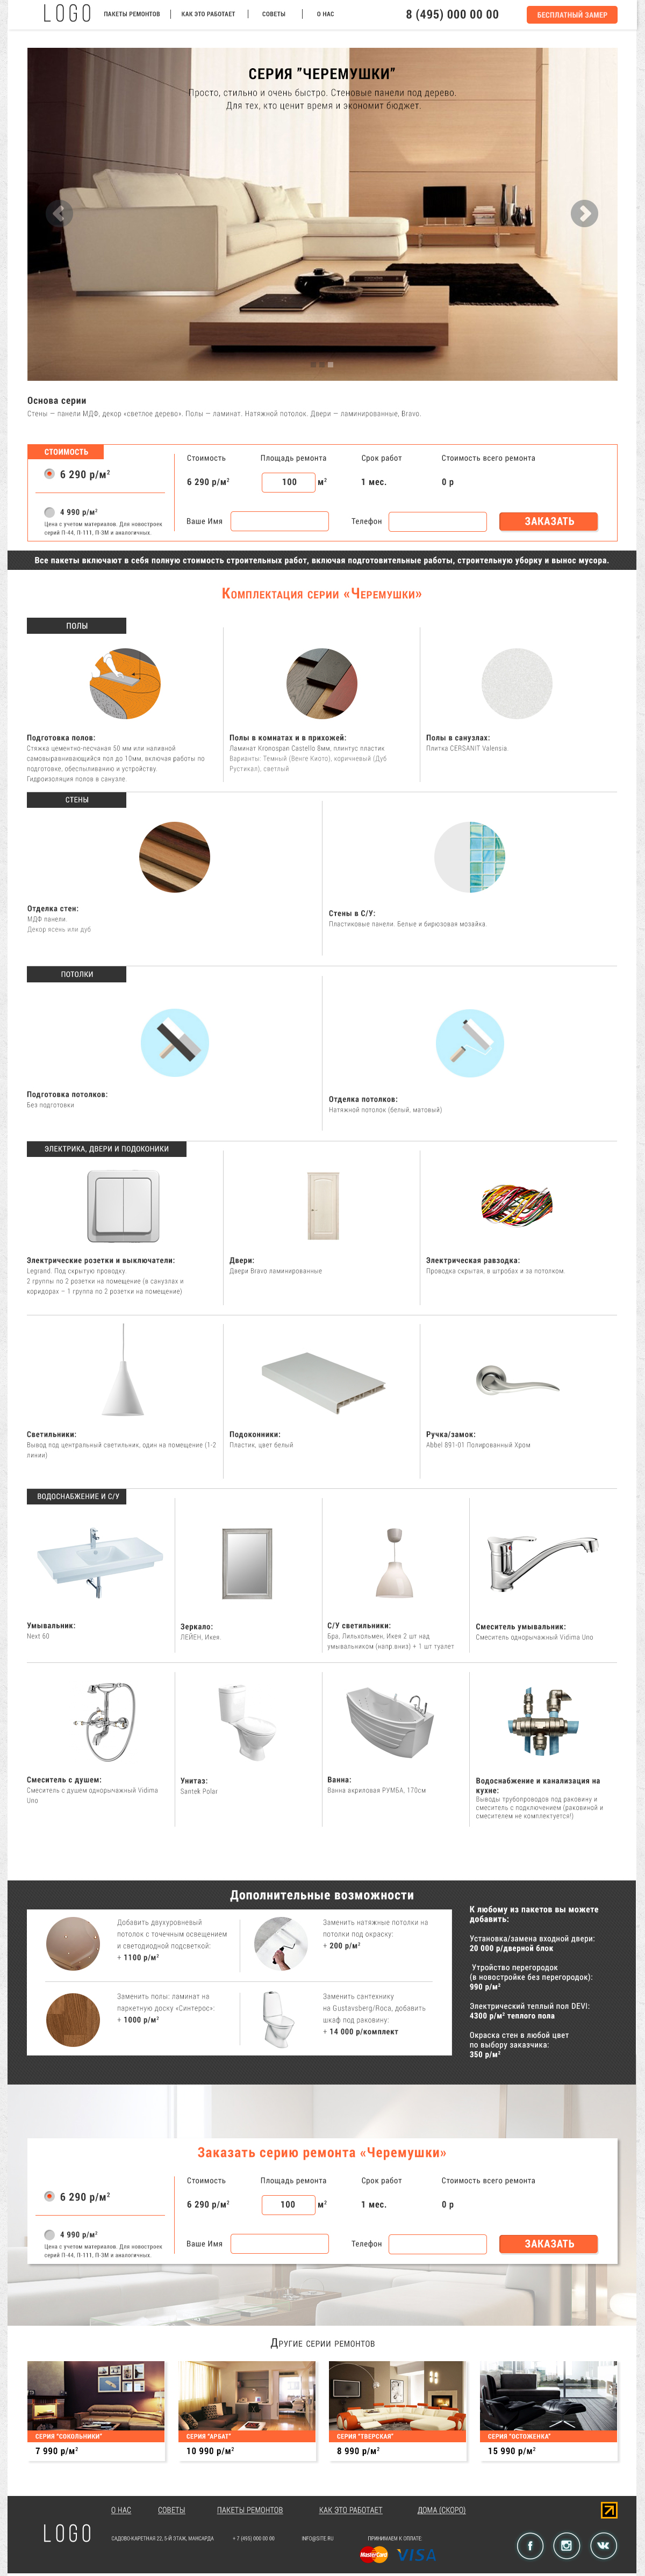 LOGO
ПАКЕТЫ РЕМОНТОВ
КАК ЭТО РАБОТАЕТ
СОВЕТЫ
О НАС
8 (495) 000 00 00
БЕСПЛАТНЫЙ ЗАМЕР
СЕРИЯ "ЧЕРЕМУШКИ"
Просто, стильно и очень быстро. Стеновые панели под дерево.
Для тех, кто ценит время и экономит бюджет.
Основа серии
Стены — панели МДФ, декор «светлое дерево». Полы — ламинат. Натяжной потолок. Двери — ламинированные, Bravo.
СТОИМОСТЬ
6 290 р/м²
4 990 р/м²
Цена с учетом материалов. Для новостроек
серий П-44, П-111, П-3М и аналогичных.
Стоимость
Площадь ремонта
Срок работ
Стоимость всего ремонта
6 290 р/м²
100 м²
1 мес.
0 р
Ваше Имя
Телефон
ЗАКАЗАТЬ
Все пакеты включают в себя полную стоимость строительных работ, включая подготовительные работы, строительную уборку и вынос мусора.
Комплектация серии «Черемушки»
ПОЛЫ
Подготовка полов:
Стяжка цементно-песчаная 50 мм или наливной
самовыравнивающийся пол до 10мм, включая работы по
подготовке, обеспыливанию и устройству.
Гидроизоляция полов в санузле.
Полы в комнатах и в прихожей:
Ламинат Kronospan Castello 8мм, плинтус пластик
Варианты: Темный (Венге Киото), коричневый (Дуб
Рустикал), светлый
Полы в санузлах:
Плитка CERSANIT Valensia.
СТЕНЫ
Отделка стен:
МДФ панели
Декор ясень или дуб
Стены в С/У:
Пластиковые панели. Белые и бирюзовая мозайка.
ПОТОЛКИ
Подготовка потолков:
Без подготовки
Отделка потолков:
Натяжной потолок (белый, матовый)
ЭЛЕКТРИКА, ДВЕРИ И ПОДОКОНИКИ
Электрические розетки и выключатели:
Legrand. Под скрытую проводку
2 группы по 2 розетки на помещение (в санузлах и
коридорах – 1 группа по 2 розетки на помещение)
Двери:
Двери Bravo ламинированные
Электрическая равзодка:
Проводка скрытая, в штробах и за потолком.
Светильники:
Вывод под центральный светильник, один на помещение (1-2
линии)
Подоконники:
Пластик, цвет белый
Ручка/замок:
Abbel 891-01 Полированный Хром
ВОДОСНАБЖЕНИЕ И С/У
Умывальник:
Next 60
Зеркало:
ЛЕЙЕН, Икея.
С/У светильники:
Бра, Лильхольмен, Икея 2 шт над
умывальником (напр.вниз) + 1 шт туалет
Смеситель умывальник:
Смеситель однорычажный Vidima Uno
Смеситель с душем:
Смеситель с душем однорычажный Vidima
Uno
Унитаз:
Santek Polar
Ванна:
Ванна акриловая РУМБА, 170см
Водоснабжение и канализация на
кухне:
Выводы трубопроводов под раковину и
смеситель с подключением (раковиной и
смесителем не комплектуется!)
Дополнительные возможности
Добавить двухуровневый
потолок с точечным освещением
и светодиодной подсветкой:
+ 1100 р/м²
Заменить натяжные потолки на
потолки под окраску:
+ 200 р/м²
Заменить полы: ламинат на
паркетную доску «Синтерос»:
+ 1000 р/м²
Заменить сантехнику
на Gustavsberg/Roca, добавить
шкаф под раковину:
+ 14 000 р/комплект
К любому из пакетов вы можете
добавить:
Установка/замена входной двери:
20 000 р/дверной блок
Утройство перегородок
(в новостройке без перегородок):
990 р/м²
Электрический теплый пол DEVI:
4300 р/м² теплого пола
Окраска стен в любой цвет
по выбору заказчика:
350 р/м²
Заказать серию ремонта «Черемушки»
6 290 р/м²
4 990 р/м²
Цена с учетом материалов. Для новостроек
серий П-44, П-111, П-3М и аналогичных.
Стоимость
Площадь ремонта
Срок работ
Стоимость всего ремонта
6 290 р/м²
100 м²
1 мес.
0 р
Ваше Имя
Телефон
ЗАКАЗАТЬ
Другие серии ремонтов
СЕРИЯ "СОКОЛЬНИКИ"
7 990 р/м²
СЕРИЯ "АРБАТ"
10 990 р/м²
СЕРИЯ "ТВЕРСКАЯ"
8 990 р/м²
СЕРИЯ "ОСТОЖЕНКА"
15 990 р/м²
О НАС
СОВЕТЫ
ПАКЕТЫ РЕМОНТОВ
КАК ЭТО РАБОТАЕТ
ДОМА (СКОРО)
LOGO
САДОВО-КАРЕТНАЯ 22, 5-Й ЭТАЖ, МАНСАРДА
+ 7 (495) 000 00 00
INFO@SITE.RU
ПРИНИМАЕМ К ОПЛАТЕ:
MasterCard
VISA